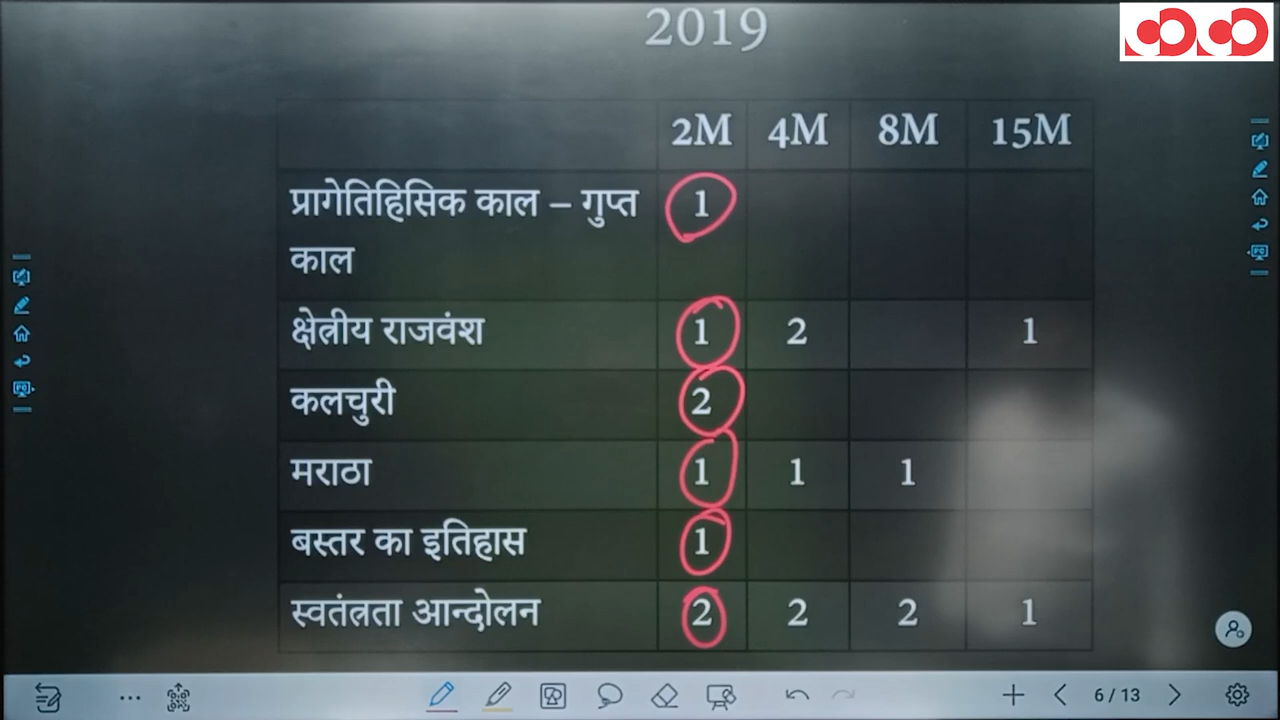 2019
2M 4M 8M 15M
प्रागेतिहिसिक काल – गुप्त 1
काल
क्षेत्रीय राजवंश 1 2 1
कलचुरी 2
मराठा 1 1 1
बस्तर का इतिहास 1
स्वतंत्रता आन्दोलन 2 2 2 1
6 / 13